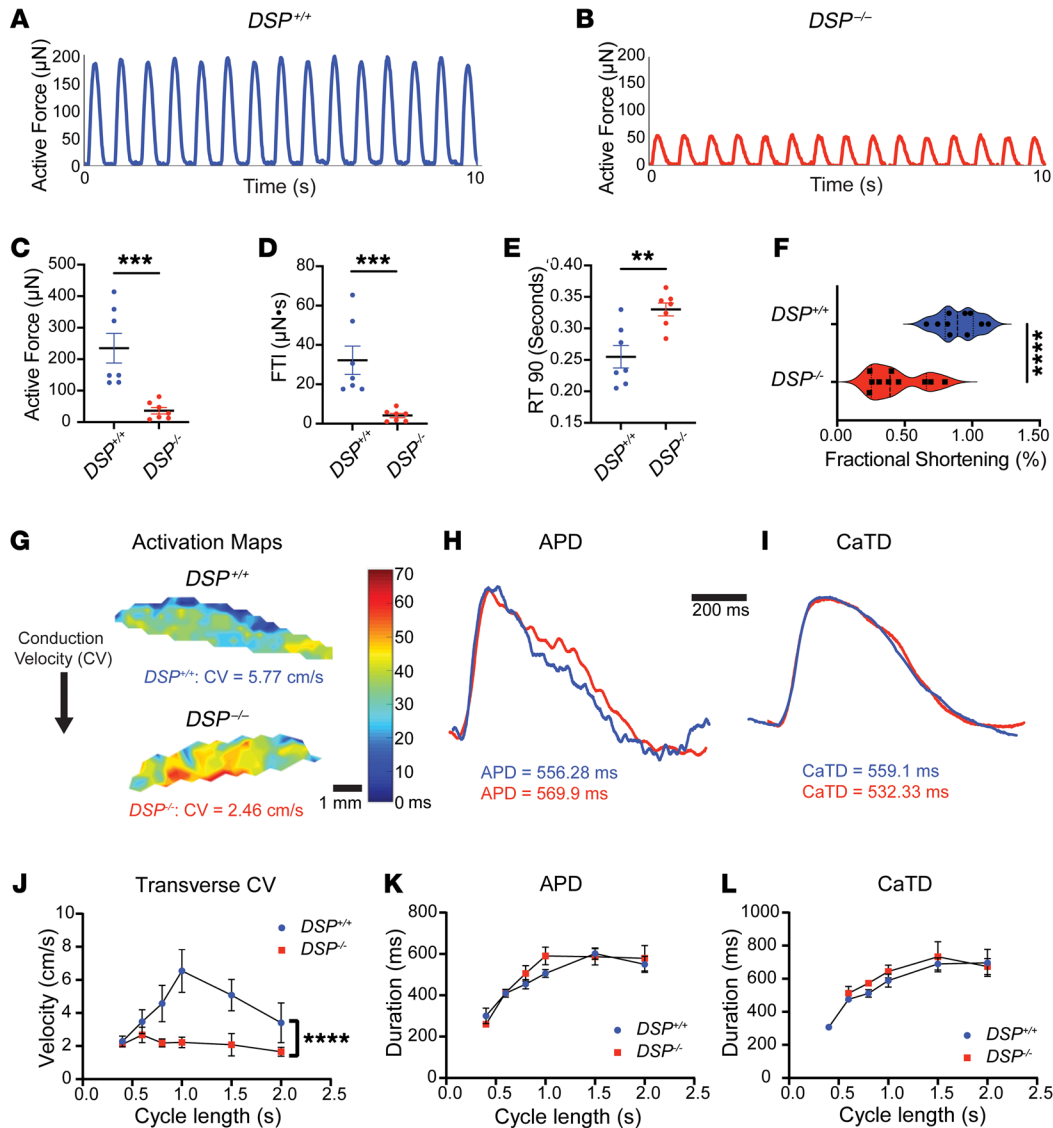 A
DSP+/+
Active Force (µN)
200
150
100
50
0
0
10
Time (s)
B
DSP–/–
Active Force (µN)
200
150
100
50
0
0
10
Time (s)
C
***
Active Force (µN)
500
400
300
200
100
0
DSP+/+
DSP-/-
D
***
FTI (µN•s)
80
60
40
20
0
DSP+/+
DSP-/-
E
**
RT 90 (Seconds)
0.40
0.35
0.30
0.25
0.20
0.15
DSP+/+
DSP-/-
F
DSP+/+
DSP-/-
****
0.00
0.50
1.00
1.50
Fractional Shortening (%)
G
Activation Maps
DSP+/+
Conduction
Velocity (CV)
DSP+/+: CV = 5.77 cm/s
DSP–/–
DSP-/-: CV = 2.46 cm/s
1 mm
70
60
50
40
30
20
10
0 ms
H
APD
200 ms
APD = 556.28 ms
APD = 569.9 ms
I
CaTD
CaTD = 559.1 ms
CaTD = 532.33 ms
J
Transverse CV
Velocity (cm/s)
10
8
6
4
2
0
DSP+/+
DSP-/-
****
0.0
0.5
1.0
1.5
2.0
2.5
Cycle length (s)
K
APD
Duration (ms)
800
600
400
200
0
DSP+/+
DSP-/-
0.0
0.5
1.0
1.5
2.0
2.5
Cycle length (s)
L
CaTD
Duration (ms)
1000
800
600
400
200
0
DSP+/+
DSP-/-
0.0
0.5
1.0
1.5
2.0
2.5
Cycle length (s)